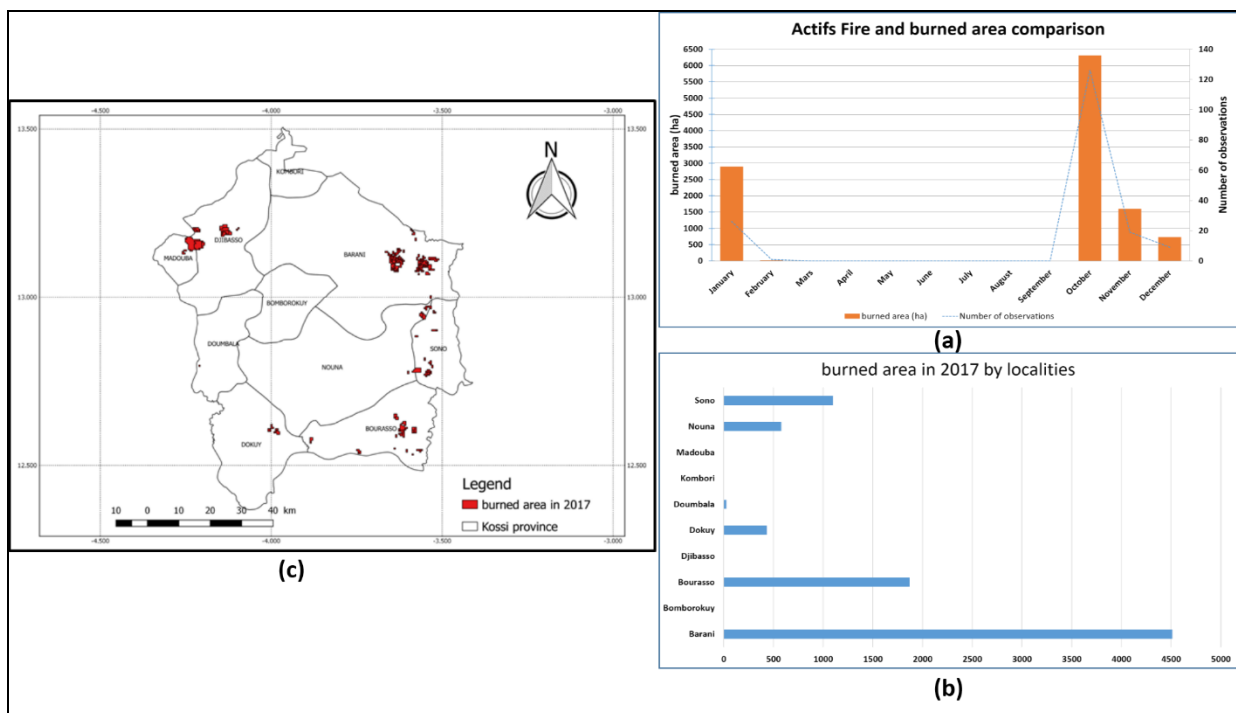 -4.500 -4.000 -3.500 -3.000
13.500
13.000
12.500
N
KOMBORI
DJIBASSO
MADOUBA
BARANI
BOMBOROKUY
DOUMBALA
NOUNA
SONO
BOURASSO
DOKUY
Legend
burned area in 2017
Kossi province
10 0 10 20 30 40 km
-4.500 -4.000 -3.500 -3.000
(c)
Actifs Fire and burned area comparison
burned area (ha)
6500
6000
5500
5000
4500
4000
3500
3000
2500
2000
1500
1000
500
0
140
120
100
80
60
40
20
0
Number of observations
January February Mars April May June July August September October November December
burned area (ha) Number of observations
(a)
burned area in 2017 by localities
Sono
Nouna
Madouba
Kombori
Doumbala
Dokuy
Djibasso
Bourasso
Bomborokuy
Barani
0 500 1000 1500 2000 2500 3000 3500 4000 4500 5000
(b)